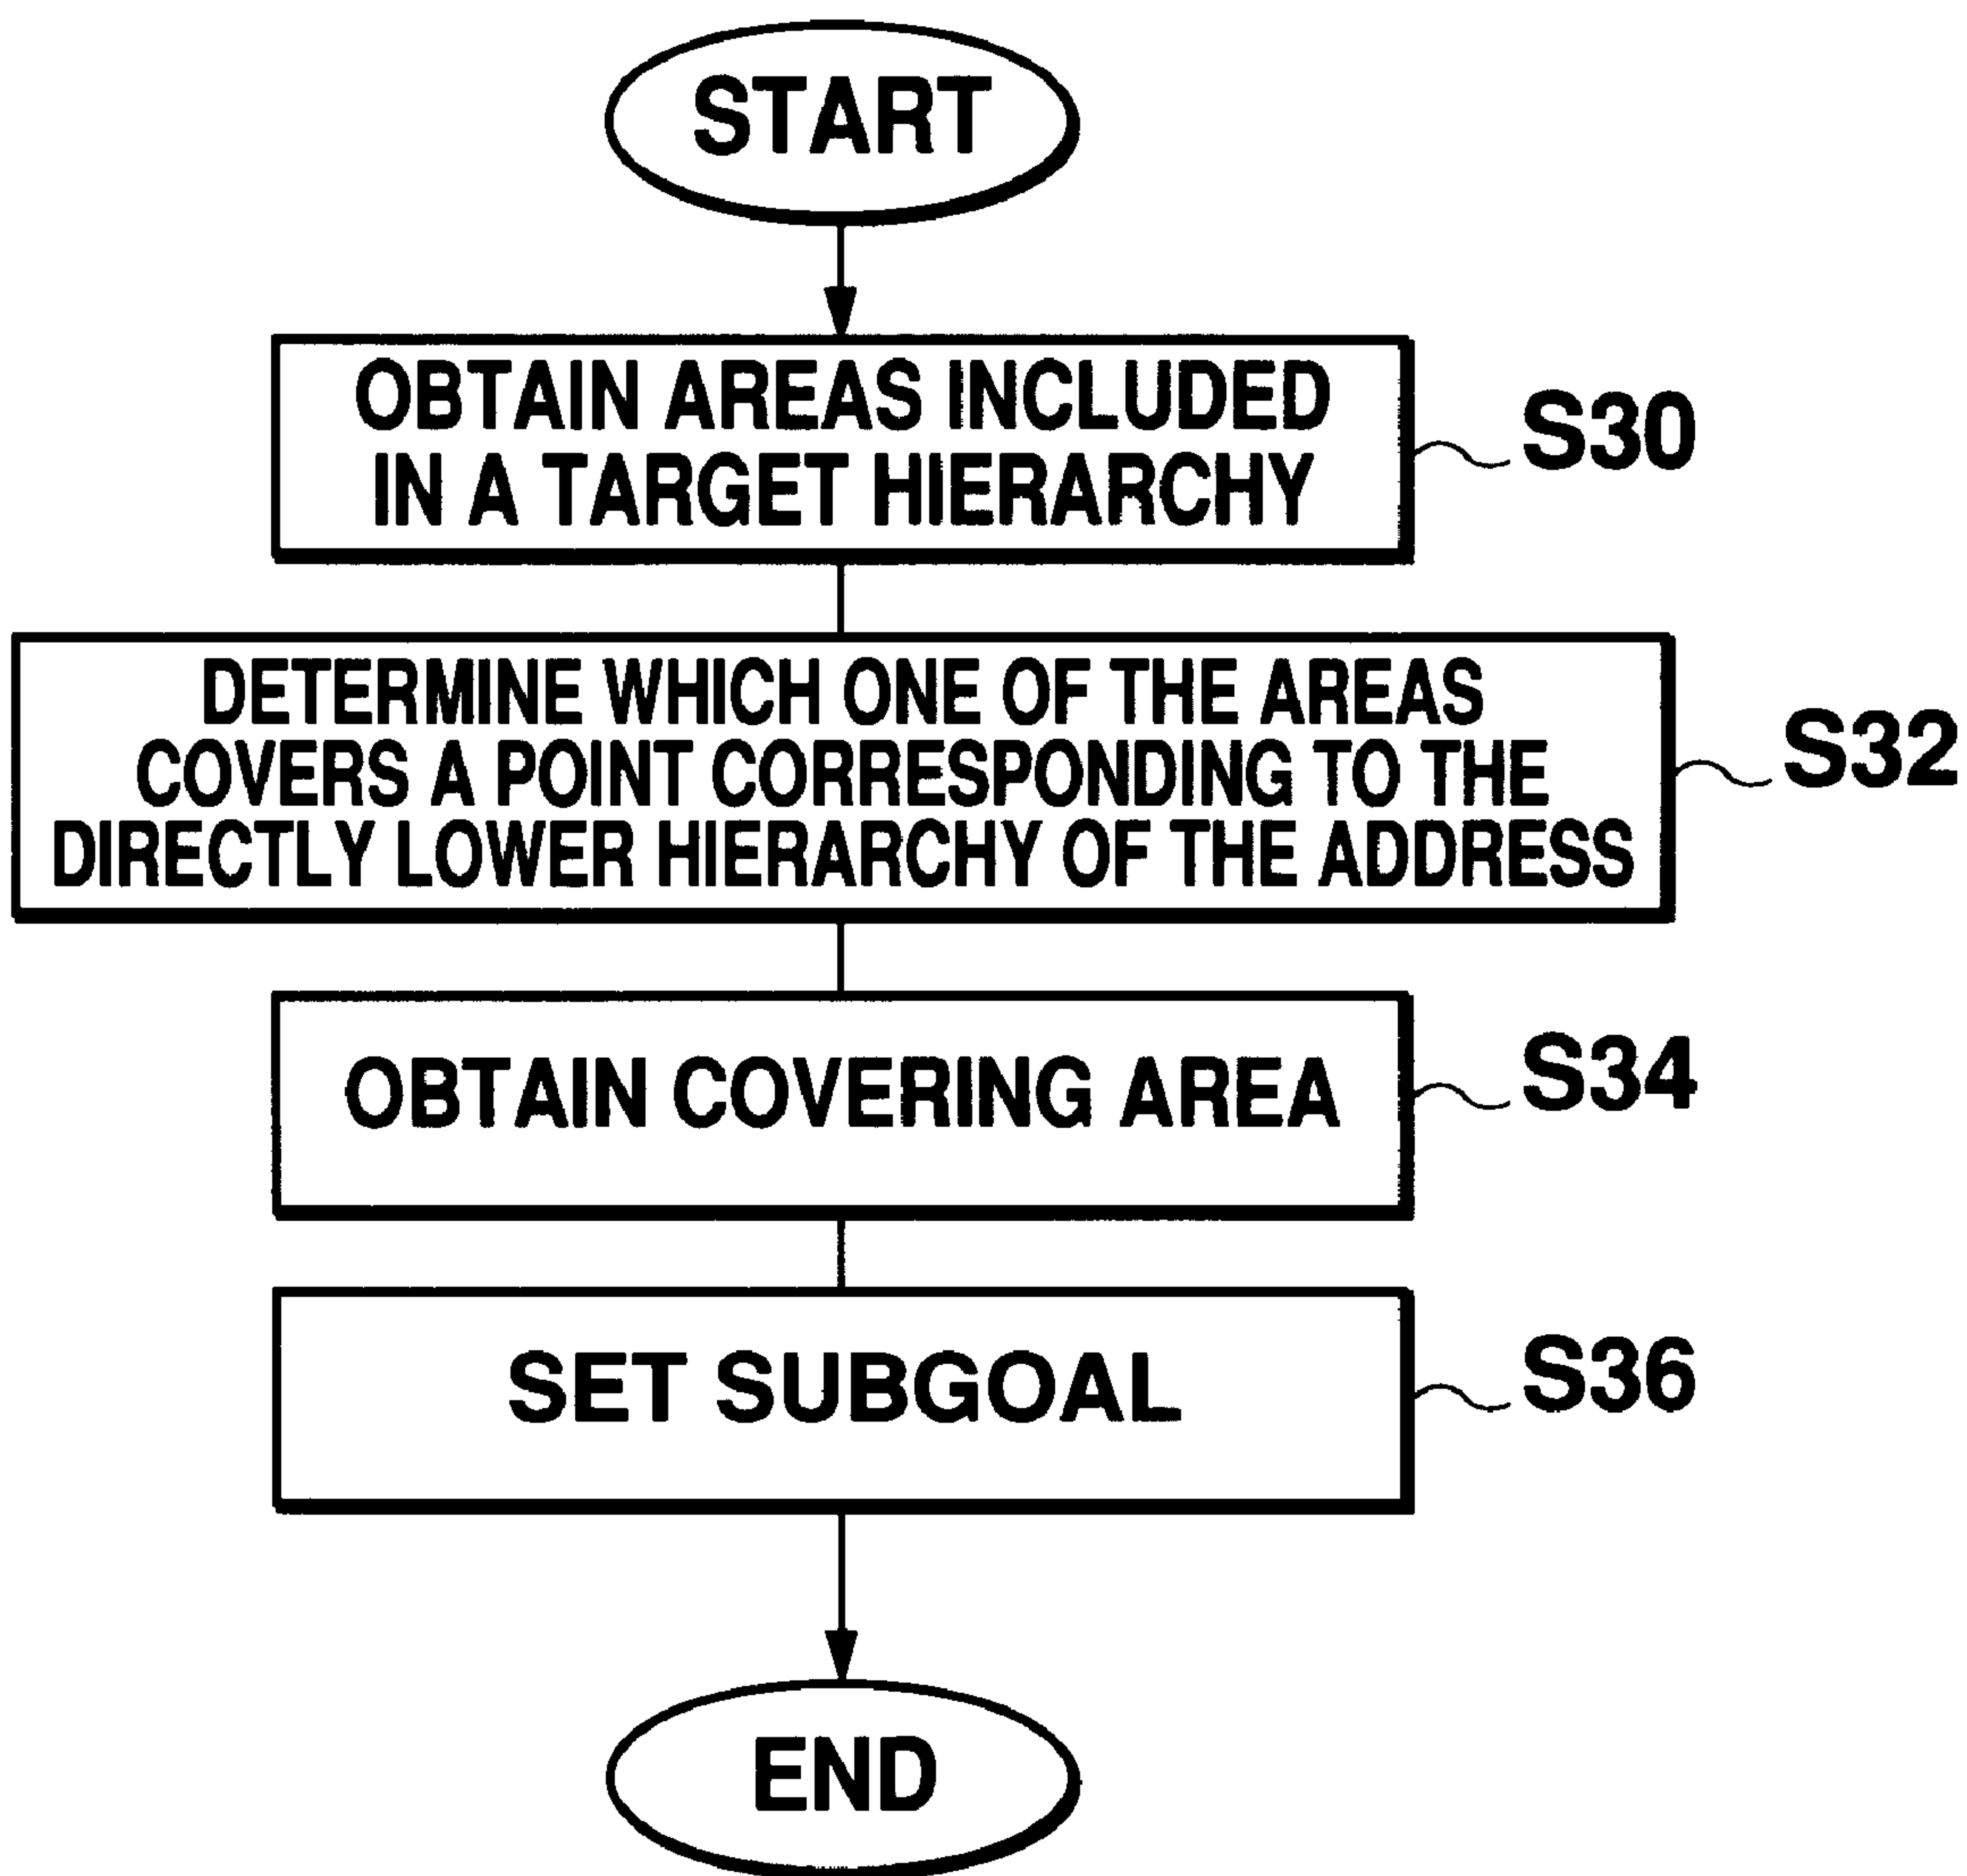 START
OBTAIN AREAS INCLUDED
IN A TARGET HIERARCHY
S30
DETERMINE WHICH ONE OF THE AREAS
COVERS A POINT CORRESPONDING TO THE
DIRECTLY LOWER HIERARCHY OF THE ADDRESS
S32
OBTAIN COVERING AREA
S34
SET SUBGOAL
S36
END